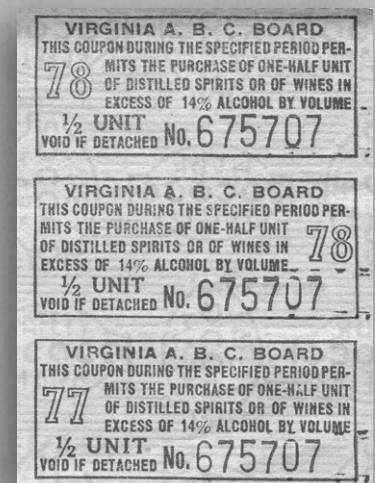 VIRGINIA A. B. C. BOARD
THIS COUPON DURING THE SPECIFIED PERIOD PER-
78 MITS THE PURCHASE OF ONE-HALF UNIT
OF DISTILLED SPIRITS OR OF WINES IN
EXCESS OF 14% ALCOHOL BY VOLUME
½ UNIT
VOID IF DETACHED No. 675707
VIRGINIA A. B. C. BOARD
THIS COUPON DURING THE SPECIFIED PERIOD PER-
MITS THE PURCHASE OF ONE-HALF UNIT
OF DISTILLED SPIRITS OR OF WINES IN 78
EXCESS OF 14% ALCOHOL BY VOLUME
½ UNIT
VOID IF DETACHED No. 675707
VIRGINIA A. B. C. BOARD
THIS COUPON DURING THE SPECIFIED PERIOD PER-
77 MITS THE PURCHASE OF ONE-HALF UNIT
OF DISTILLED SPIRITS OR OF WINES IN
EXCESS OF 14% ALCOHOL BY VOLUME
½ UNIT
VOID IF DETACHED No. 675707